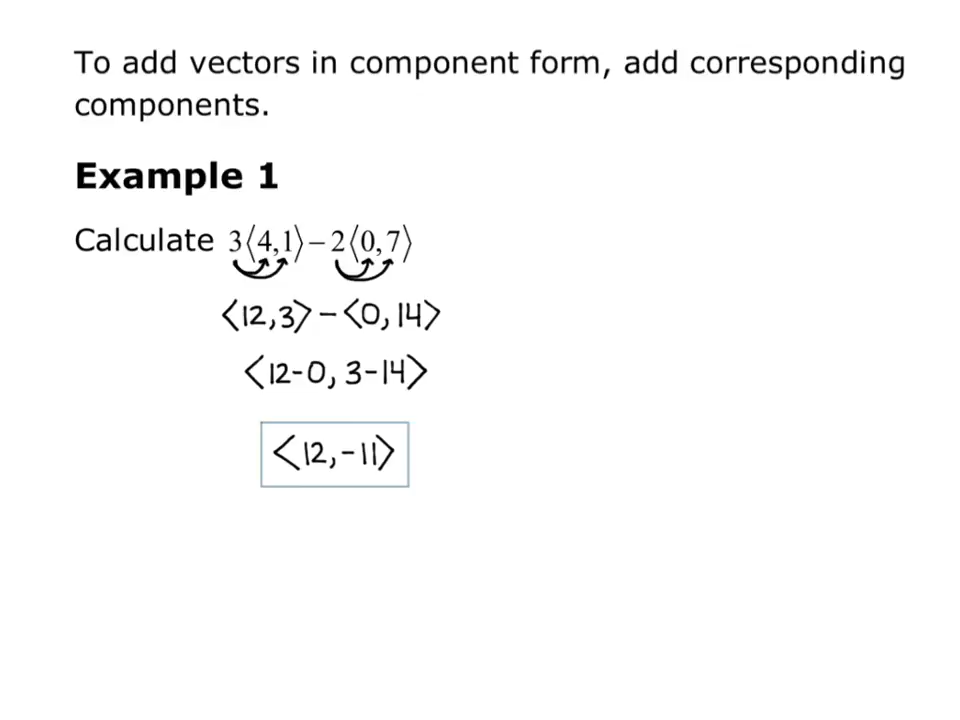 To add vectors in component form, add corresponding
components.
Example 1
Calculate 3⟨4,1⟩−2⟨0,7⟩
<12,3>−<0,14>
<12−0, 3−14>
<12,−11>